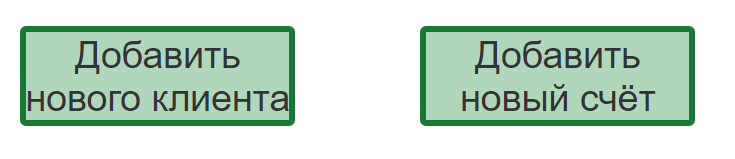 Добавить
нового клиента
Добавить
новый счёт